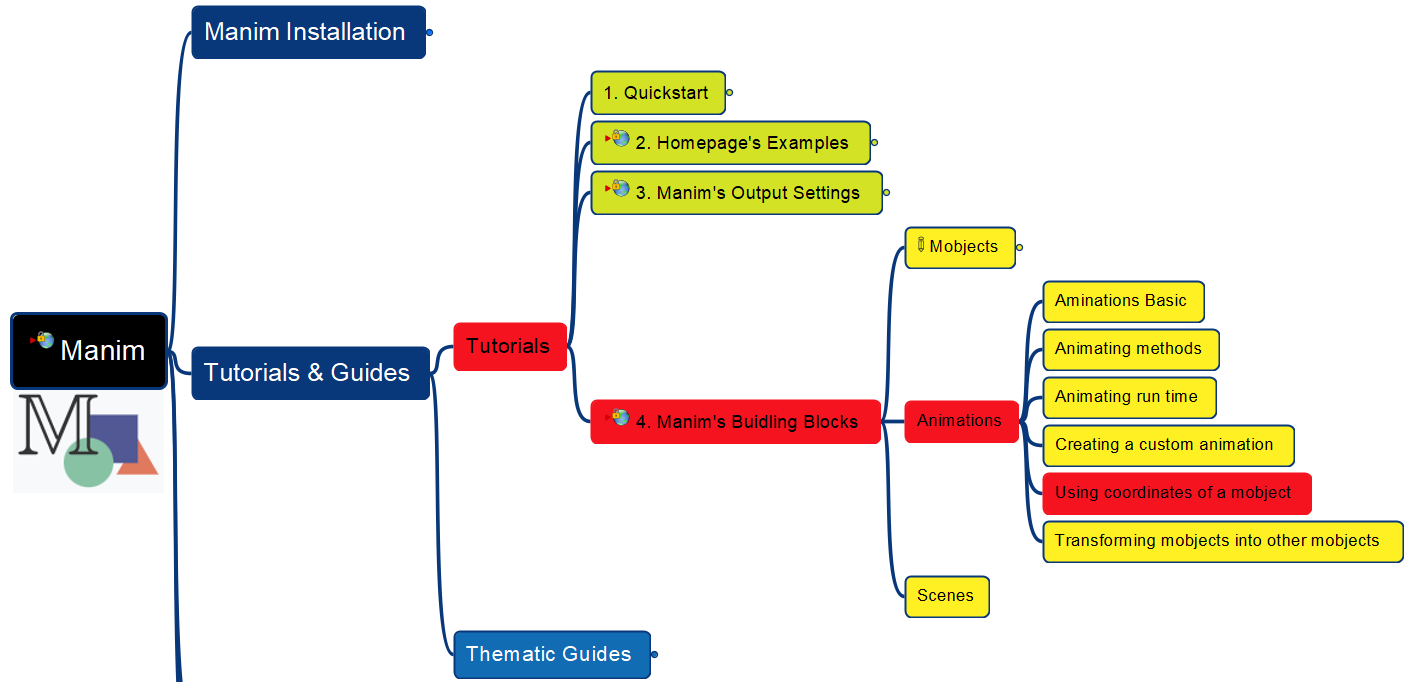 Manim Installation
1. Quickstart
2. Homepage's Examples
3. Manim's Output Settings
Mobjects
Aminations Basic
Manim
Tutorials
Animating methods
Tutorials & Guides
Animating run time
4. Manim's Buidling Blocks
Animations
Creating a custom animation
M
Using coordinates of a mobject
Transforming mobjects into other mobjects
Scenes
Thematic Guides